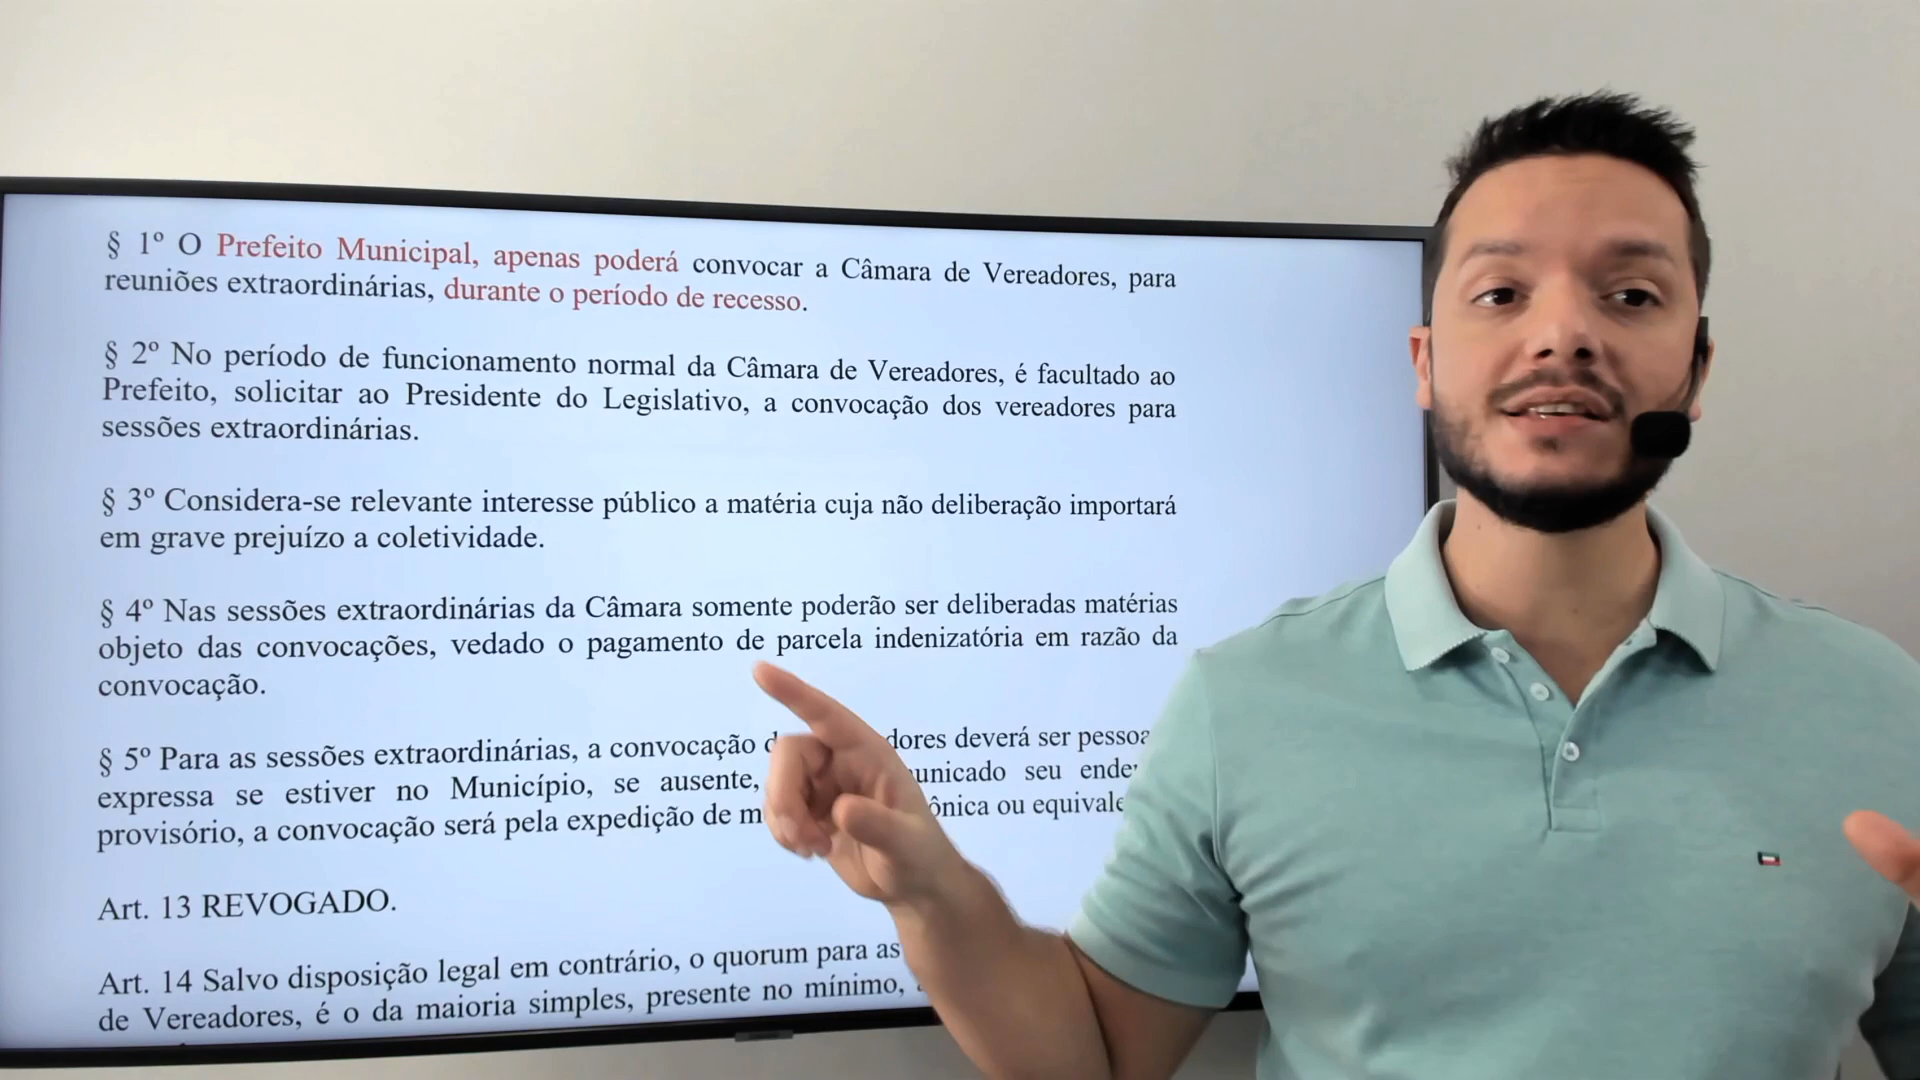 § 1º O Prefeito Municipal, apenas poderá convocar a Câmara de Vereadores, para
reuniões extraordinárias, durante o período de recesso.
§ 2º No período de funcionamento normal da Câmara de Vereadores, é facultado ao
Prefeito, solicitar ao Presidente do Legislativo, a convocação dos vereadores para
sessões extraordinárias.
§ 3º Considera-se relevante interesse público a matéria cuja não deliberação importará
em grave prejuízo a coletividade.
§ 4º Nas sessões extraordinárias da Câmara somente poderão ser deliberadas matérias
objeto das convocações, vedado o pagamento de parcela indenizatória em razão da
convocação.
§ 5º Para as sessões extraordinárias, a convocação deverá ser
expressa se estiver no Município, se ausente, seu
provisório, a convocação será pela expedição de ou
Art. 13 REVOGADO.
Art. 14 Salvo disposição legal em contrário, o quorum para as
de Vereadores, é o da maioria simples, presente no mínimo,